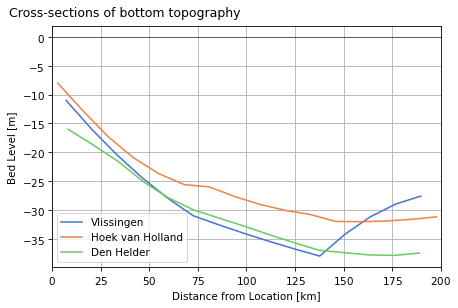 Cross-sections of bottom topography
Bed Level [m]
0
−5
−10
−15
−20
−25
−30
−35
Vlissingen
Hoek van Holland
Den Helder
0 25 50 75 100 125 150 175 200
Distance from Location [km]